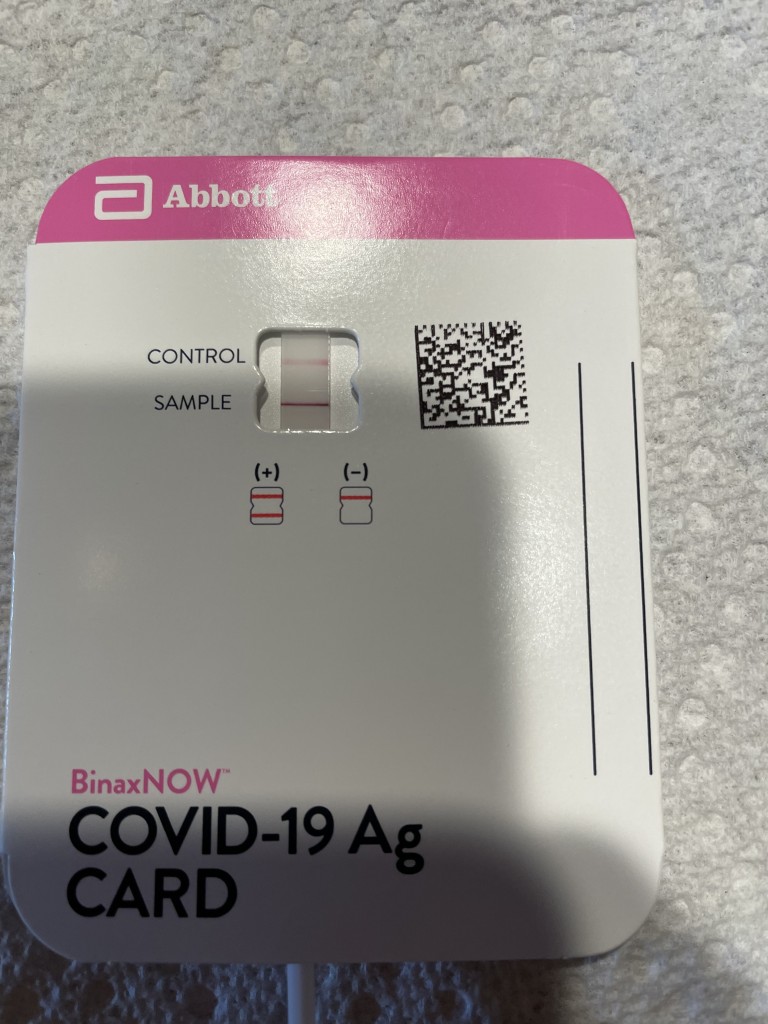 Abbott
CONTROL
SAMPLE
(+) (−)
BinaxNOW™
COVID-19 Ag
CARD